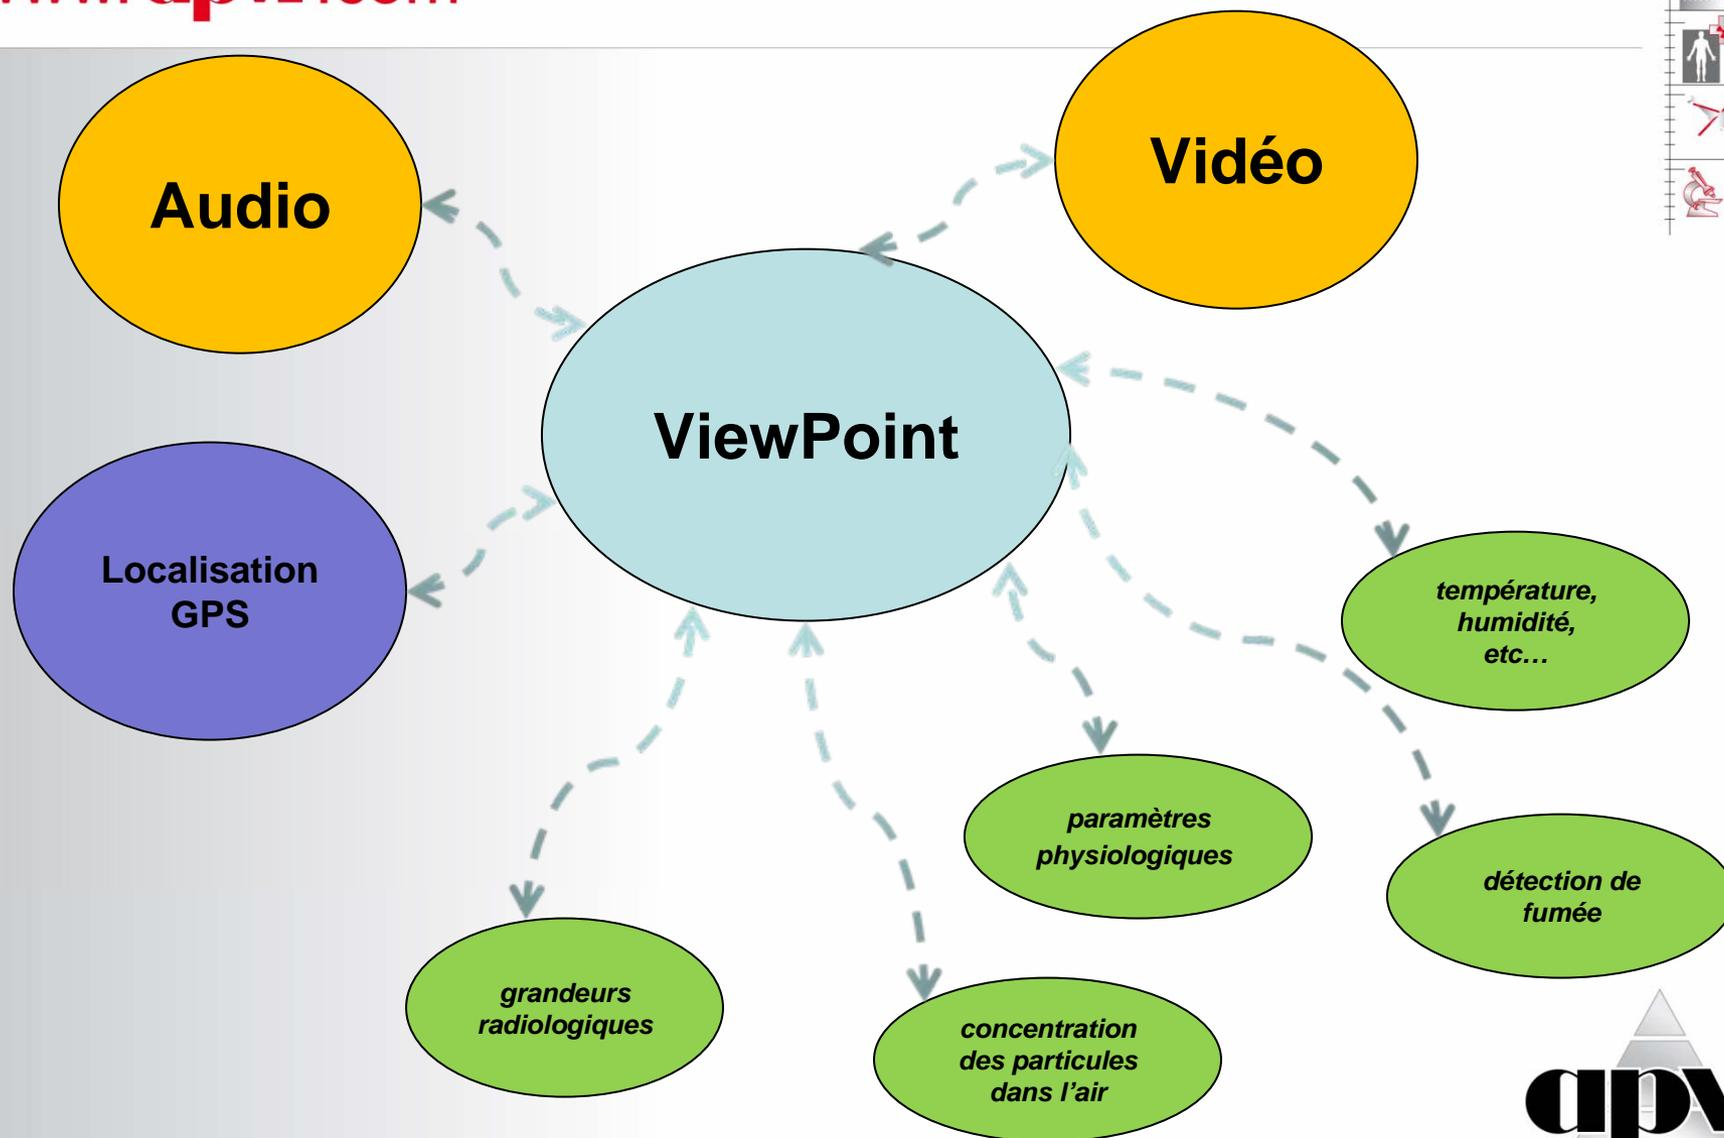 Audio
Vidéo
ViewPoint
Localisation
GPS
température,
humidité,
etc…
paramètres
physiologiques
détection de
fumée
grandeurs
radiologiques
concentration
des particules
dans l’air
apv